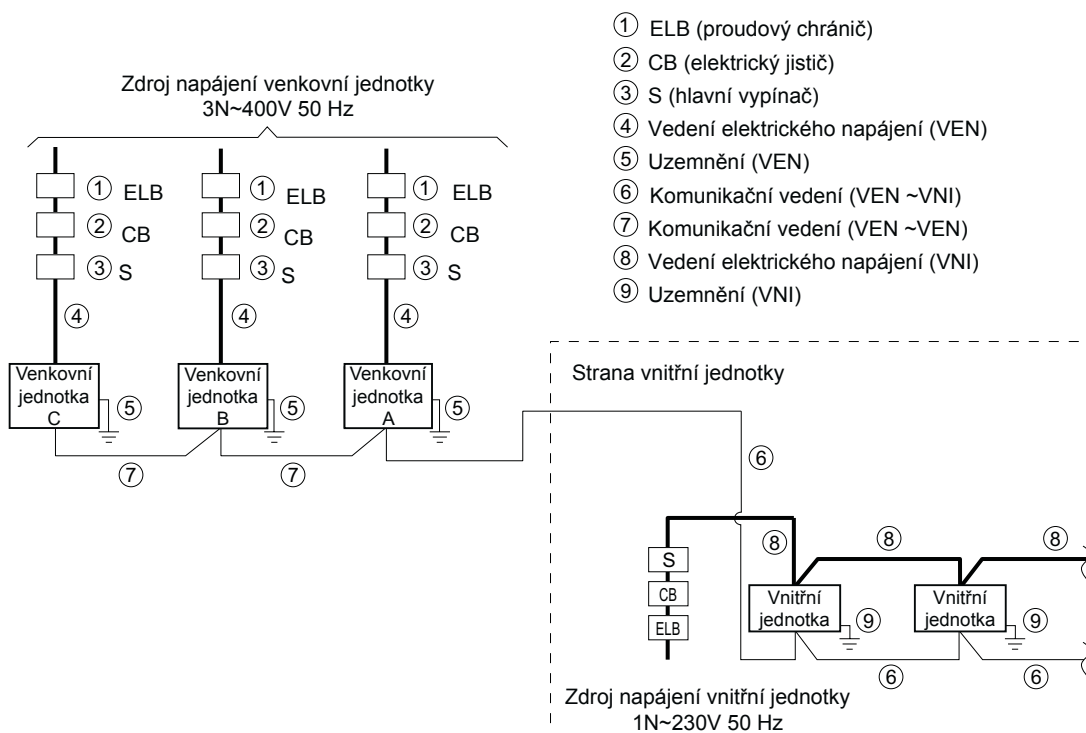 ① ELB (proudový chránič)
② CB (elektrický jistič)
③ S (hlavní vypínač)
④ Vedení elektrického napájení (VEN)
⑤ Uzemnění (VEN)
⑥ Komunikační vedení (VEN ~VNI)
⑦ Komunikační vedení (VEN ~VEN)
⑧ Vedení elektrického napájení (VNI)
⑨ Uzemnění (VNI)
Zdroj napájení venkovní jednotky
3N~400V 50 Hz
① ELB ① ELB ① ELB
② CB ② CB ② CB
③ S ③ S ③ S
④ ④ ④
Venkovní
jednotka
C
⑤
Venkovní
jednotka
B
⑤
Venkovní
jednotka
A
⑤
⑦ ⑦
Strana vnitřní jednotky
⑥
⑧ ⑧ ⑧
S
CB
ELB
Vnitřní
jednotka
⑨
Vnitřní
jednotka
⑨
⑥ ⑥
Zdroj napájení vnitřní jednotky
1N~230V 50 Hz